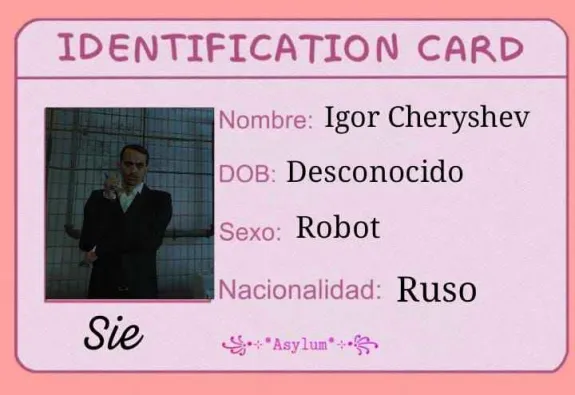 IDENTIFICATION CARD
Nombre: Igor Cheryshev
DOB: Desconocido
Sexo: Robot
Nacionalidad: Ruso
Sie
꧁•⊹٭Asylum٭⊹•꧂